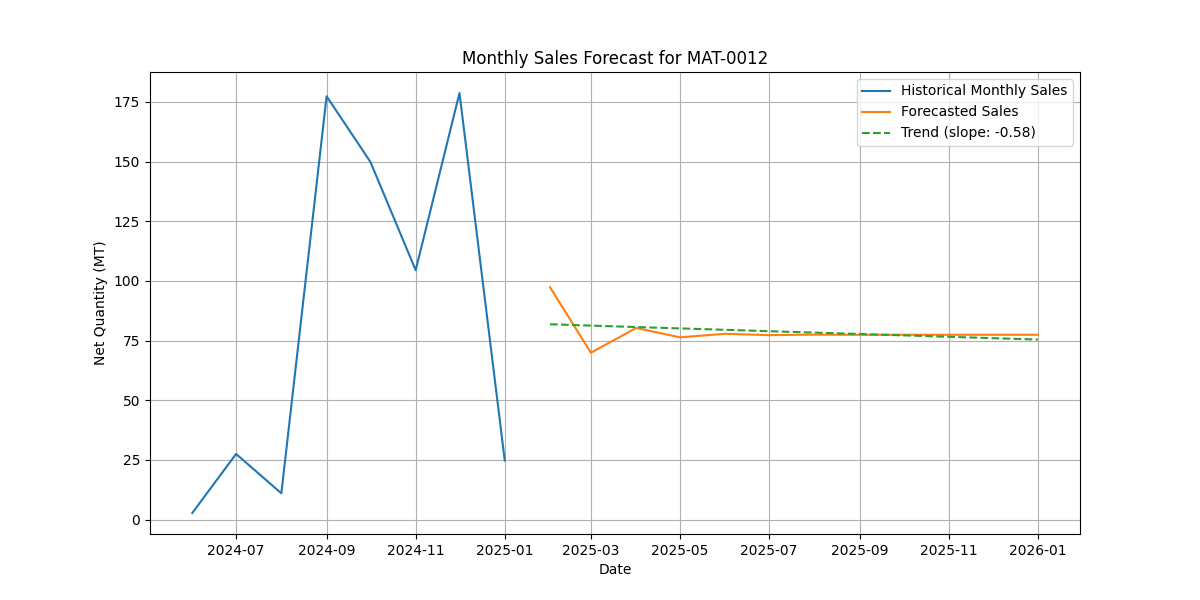 Monthly Sales Forecast for MAT-0012
Historical Monthly Sales
Forecasted Sales
Trend (slope: -0.58)
Net Quantity (MT)
175
150
125
100
75
50
25
0
2024-07 2024-09 2024-11 2025-01 2025-03 2025-05 2025-07 2025-09 2025-11 2026-01
Date